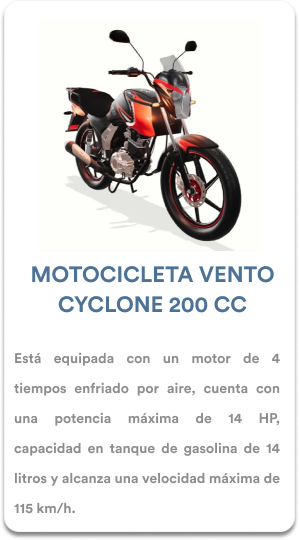 MOTOCICLETA VENTO
CYCLONE 200 CC
Está equipada con un motor de 4
tiempos enfriado por aire, cuenta con
una potencia máxima de 14 HP,
capacidad en tanque de gasolina de 14
litros y alcanza una velocidad máxima de
115 km/h.